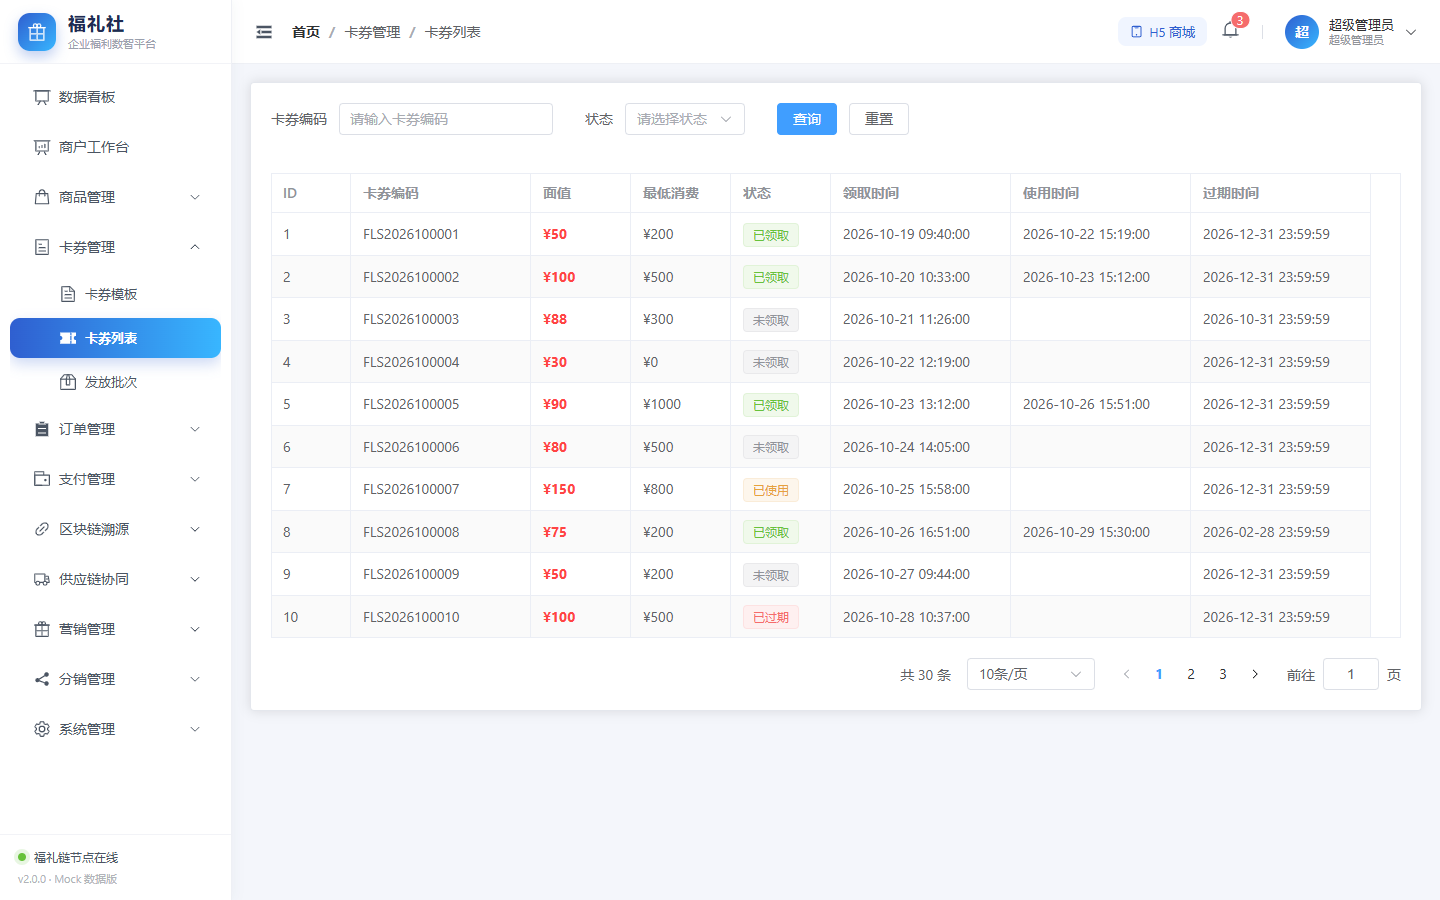 福礼社
企业福利数智平台
首页 / 卡券管理 / 卡券列表
H5 商城
3
超
超级管理员
超级管理员
数据看板
商户工作台
商品管理
卡券管理
卡券模板
卡券列表
发放批次
订单管理
支付管理
区块链溯源
供应链协同
营销管理
分销管理
系统管理
福礼链节点在线
v2.0.0 · Mock 数据版
卡券编码 请输入卡券编码 状态 请选择状态 查询 重置
ID 卡券编码 面值 最低消费 状态 领取时间 使用时间 过期时间
1 FLS2026100001 ¥50 ¥200 已领取 2026-10-19 09:40:00 2026-10-22 15:19:00 2026-12-31 23:59:59
2 FLS2026100002 ¥100 ¥500 已领取 2026-10-20 10:33:00 2026-10-23 15:12:00 2026-12-31 23:59:59
3 FLS2026100003 ¥88 ¥300 未领取 2026-10-21 11:26:00 2026-10-31 23:59:59
4 FLS2026100004 ¥30 ¥0 未领取 2026-10-22 12:19:00 2026-12-31 23:59:59
5 FLS2026100005 ¥90 ¥1000 已领取 2026-10-23 13:12:00 2026-10-26 15:51:00 2026-12-31 23:59:59
6 FLS2026100006 ¥80 ¥500 未领取 2026-10-24 14:05:00 2026-12-31 23:59:59
7 FLS2026100007 ¥150 ¥800 已使用 2026-10-25 15:58:00 2026-12-31 23:59:59
8 FLS2026100008 ¥75 ¥200 已领取 2026-10-26 16:51:00 2026-10-29 15:30:00 2026-02-28 23:59:59
9 FLS2026100009 ¥50 ¥200 未领取 2026-10-27 09:44:00 2026-12-31 23:59:59
10 FLS2026100010 ¥100 ¥500 已过期 2026-10-28 10:37:00 2026-12-31 23:59:59
共 30 条 10条/页 1 2 3 前往 1 页